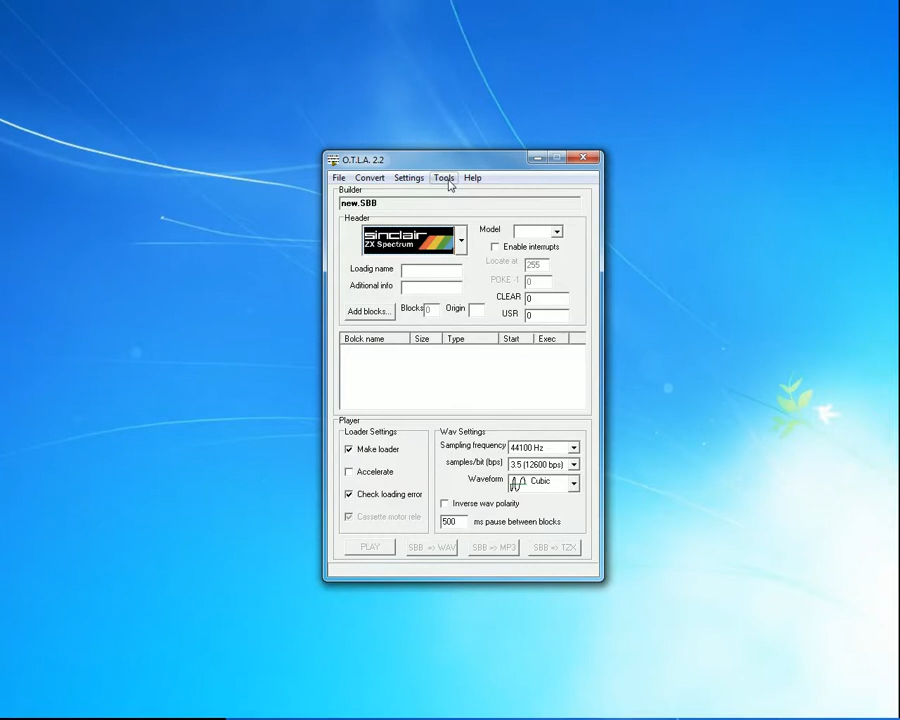 O.T.L.A. 2.2
File Convert Settings Tools Help
Builder
new.SBB
Header
sinclair
ZX Spectrum
Model
Enable interrupts
Locate at 255
Loadig name
POKE -1 0
Aditional info
CLEAR 0
Add blocks... Blocks 0 Origin
USR 0
Bolck name Size Type Start Exec
Player
Loader Settings
Make loader
Accelerate
Check loading error
Cassette motor rele
Wav Settings
Sampling frequency 44100 Hz
samples/bit (bps) 3.5 (12600 bps)
Waveform Cubic
Inverse wav polarity
500 ms pause between blocks
PLAY SBB => WAV SBB => MP3 SBB => TZX